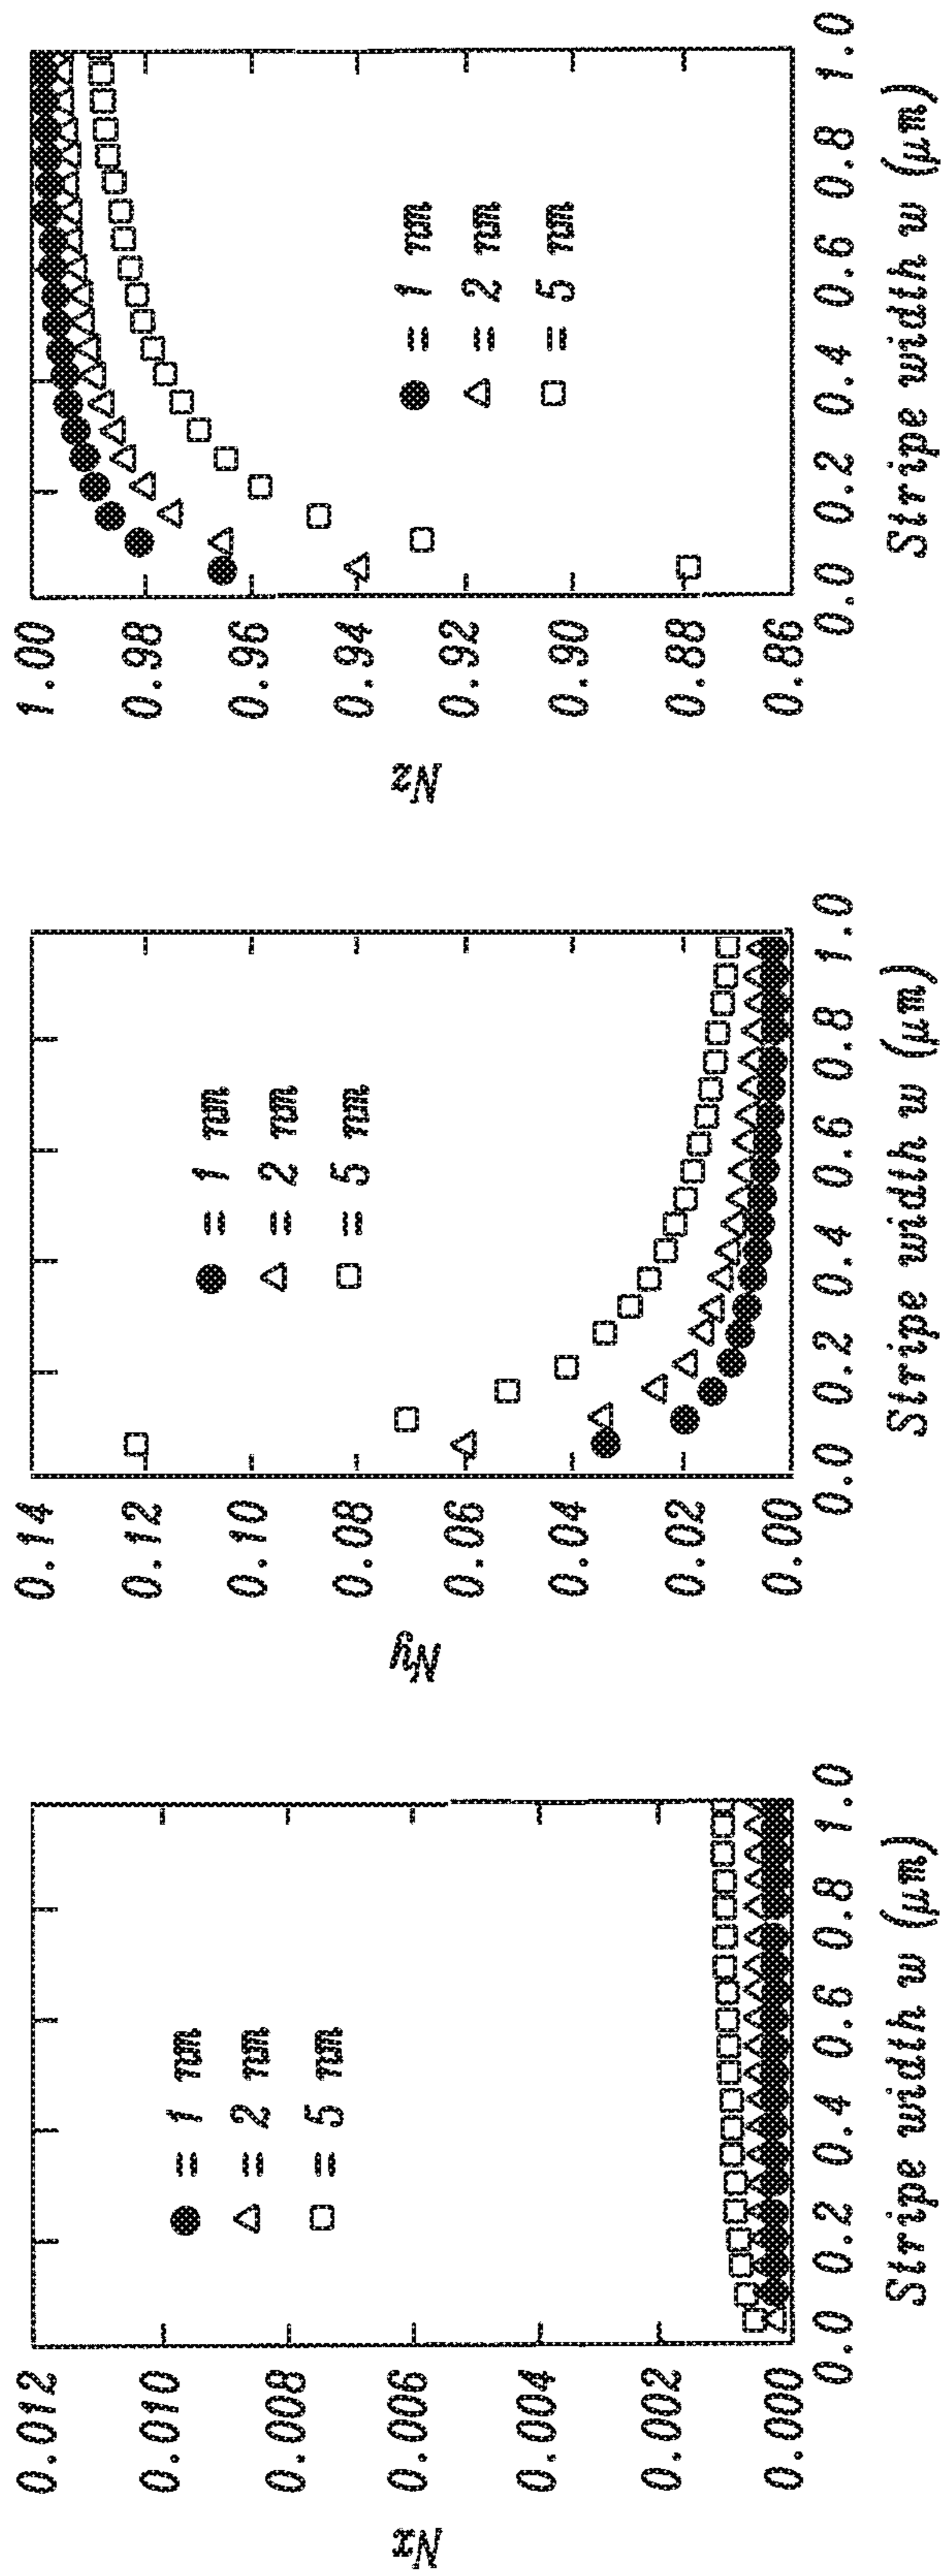 Nx
0.012
0.010
0.008
0.006
0.004
0.002
0.000
● = 1 nm
△ = 2 nm
□ = 5 nm
0.0 0.2 0.4 0.6 0.8 1.0
Stripe width w (μm)
Ny
0.14
0.12
0.10
0.08
0.06
0.04
0.02
0.00
● = 1 nm
△ = 2 nm
□ = 5 nm
0.0 0.2 0.4 0.6 0.8 1.0
Stripe width w (μm)
Nz
1.00
0.98
0.96
0.94
0.92
0.90
0.88
0.86
● = 1 nm
△ = 2 nm
□ = 5 nm
0.0 0.2 0.4 0.6 0.8 1.0
Stripe width w (μm)